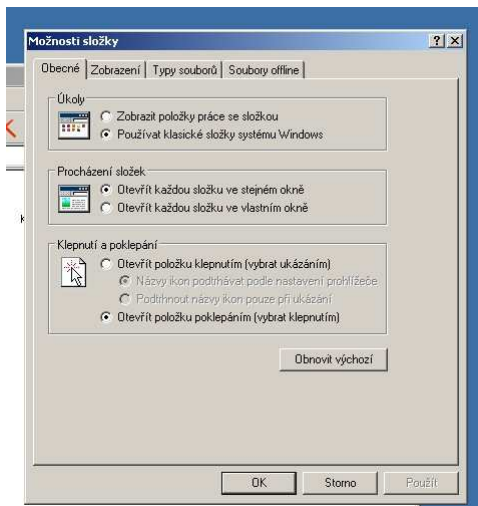 Možnosti složky
Obecné Zobrazení Typy souborů Soubory offline
Úkoly
Zobrazit položky práce se složkou
Používat klasické složky systému Windows
Procházení složek
Otevřít každou složku ve stejném okně
Otevřít každou složku ve vlastním okně
Klepnutí a poklepání
Otevřít položku klepnutím (vybrat ukázáním)
Názvy ikon podtrhávat podle nastavení prohlížeče
Podtrhnout názvy ikon pouze při ukázání
Otevřít položku poklepáním (vybrat klepnutím)
Obnovit výchozí
OK Storno Použít